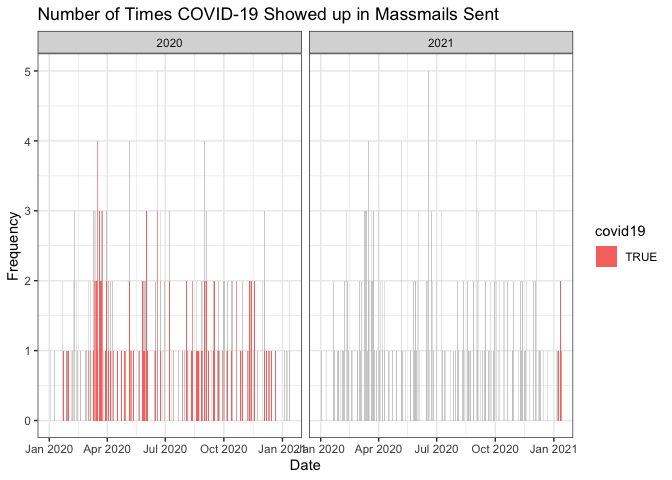 Number of Times COVID-19 Showed up in Massmails Sent
2020 2021
5
4
3
2
1
0
Frequency
Jan 2020 Apr 2020 Jul 2020 Oct 2020 Jan 2021 Jan 2020 Apr 2020 Jul 2020 Oct 2020 Jan 2021
Date
covid19
TRUE